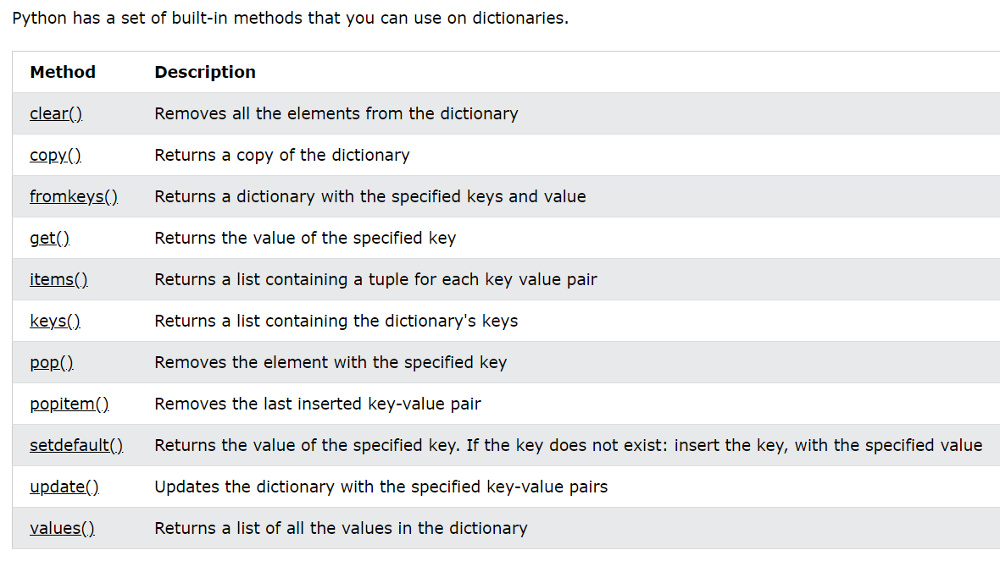 Python has a set of built-in methods that you can use on dictionaries.
Method Description
clear() Removes all the elements from the dictionary
copy() Returns a copy of the dictionary
fromkeys() Returns a dictionary with the specified keys and value
get() Returns the value of the specified key
items() Returns a list containing a tuple for each key value pair
keys() Returns a list containing the dictionary's keys
pop() Removes the element with the specified key
popitem() Removes the last inserted key-value pair
setdefault() Returns the value of the specified key. If the key does not exist: insert the key, with the specified value
update() Updates the dictionary with the specified key-value pairs
values() Returns a list of all the values in the dictionary